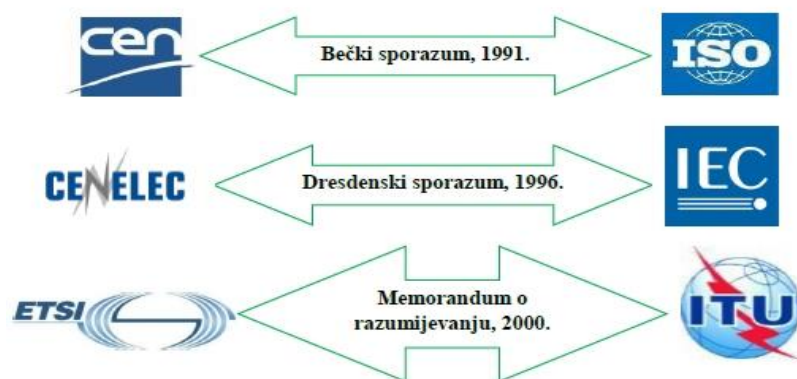 cen
Bečki sporazum, 1991.
ISO
CENELEC
Dresdenski sporazum, 1996.
IEC
ETSI
Memorandum o
razumijevanju, 2000.
ITU